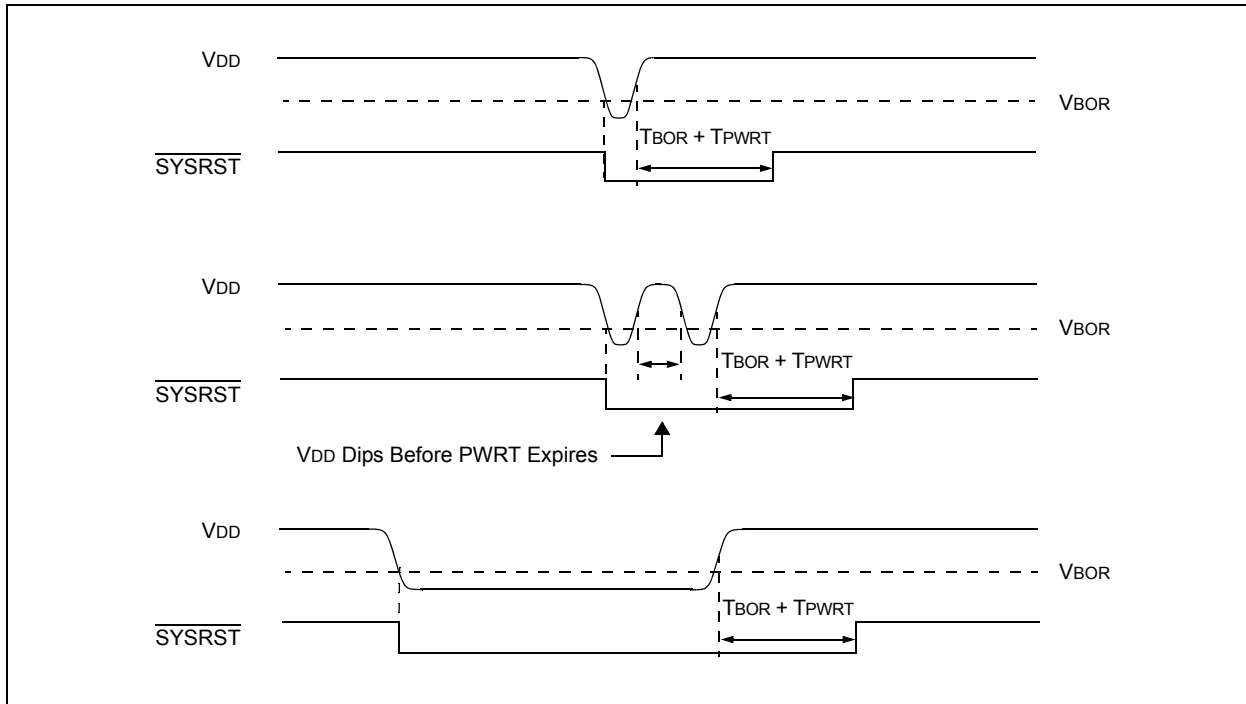 VDD
VBOR
TBOR + TPWRT
SYSRST
VDD
VBOR
TBOR + TPWRT
SYSRST
VDD Dips Before PWRT Expires
VDD
VBOR
TBOR + TPWRT
SYSRST